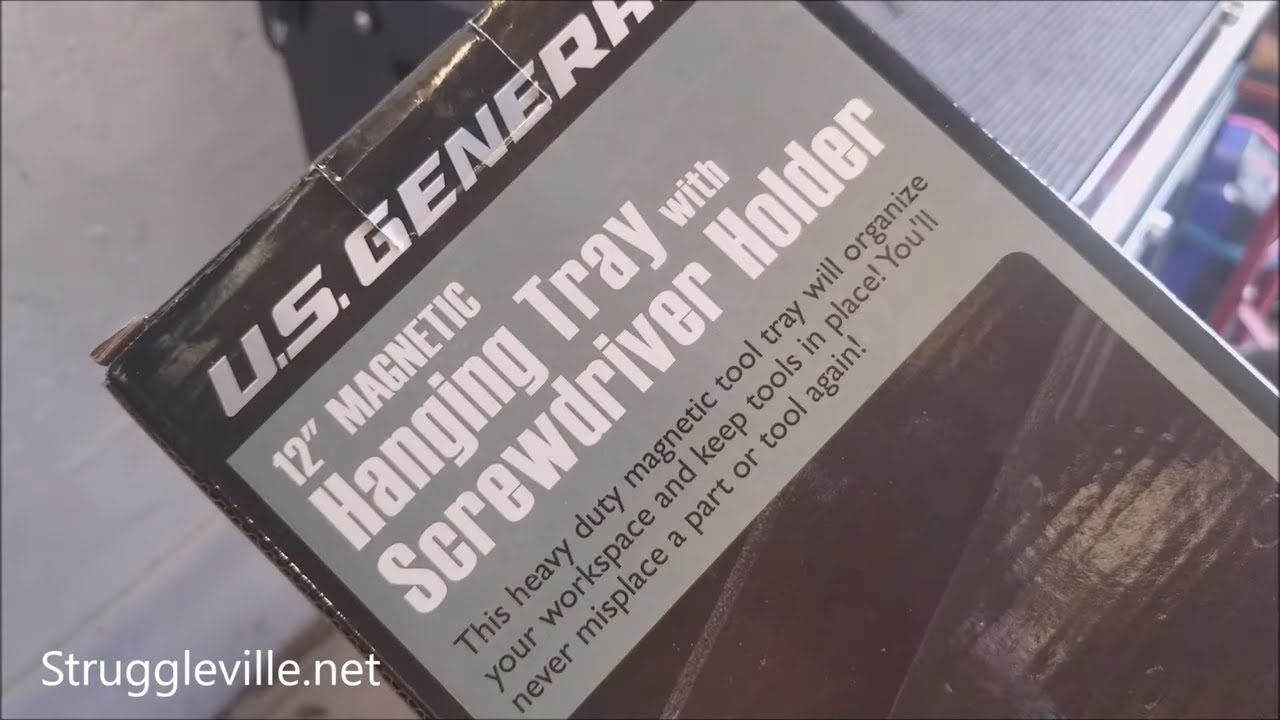 U.S. GENERAL
12" MAGNETIC
Hanging Tray with
Screwdriver Holder
This heavy duty magnetic tool tray will organize
your workspace and keep tools in place! You'll
never misplace a part or tool again!
Struggleville.net